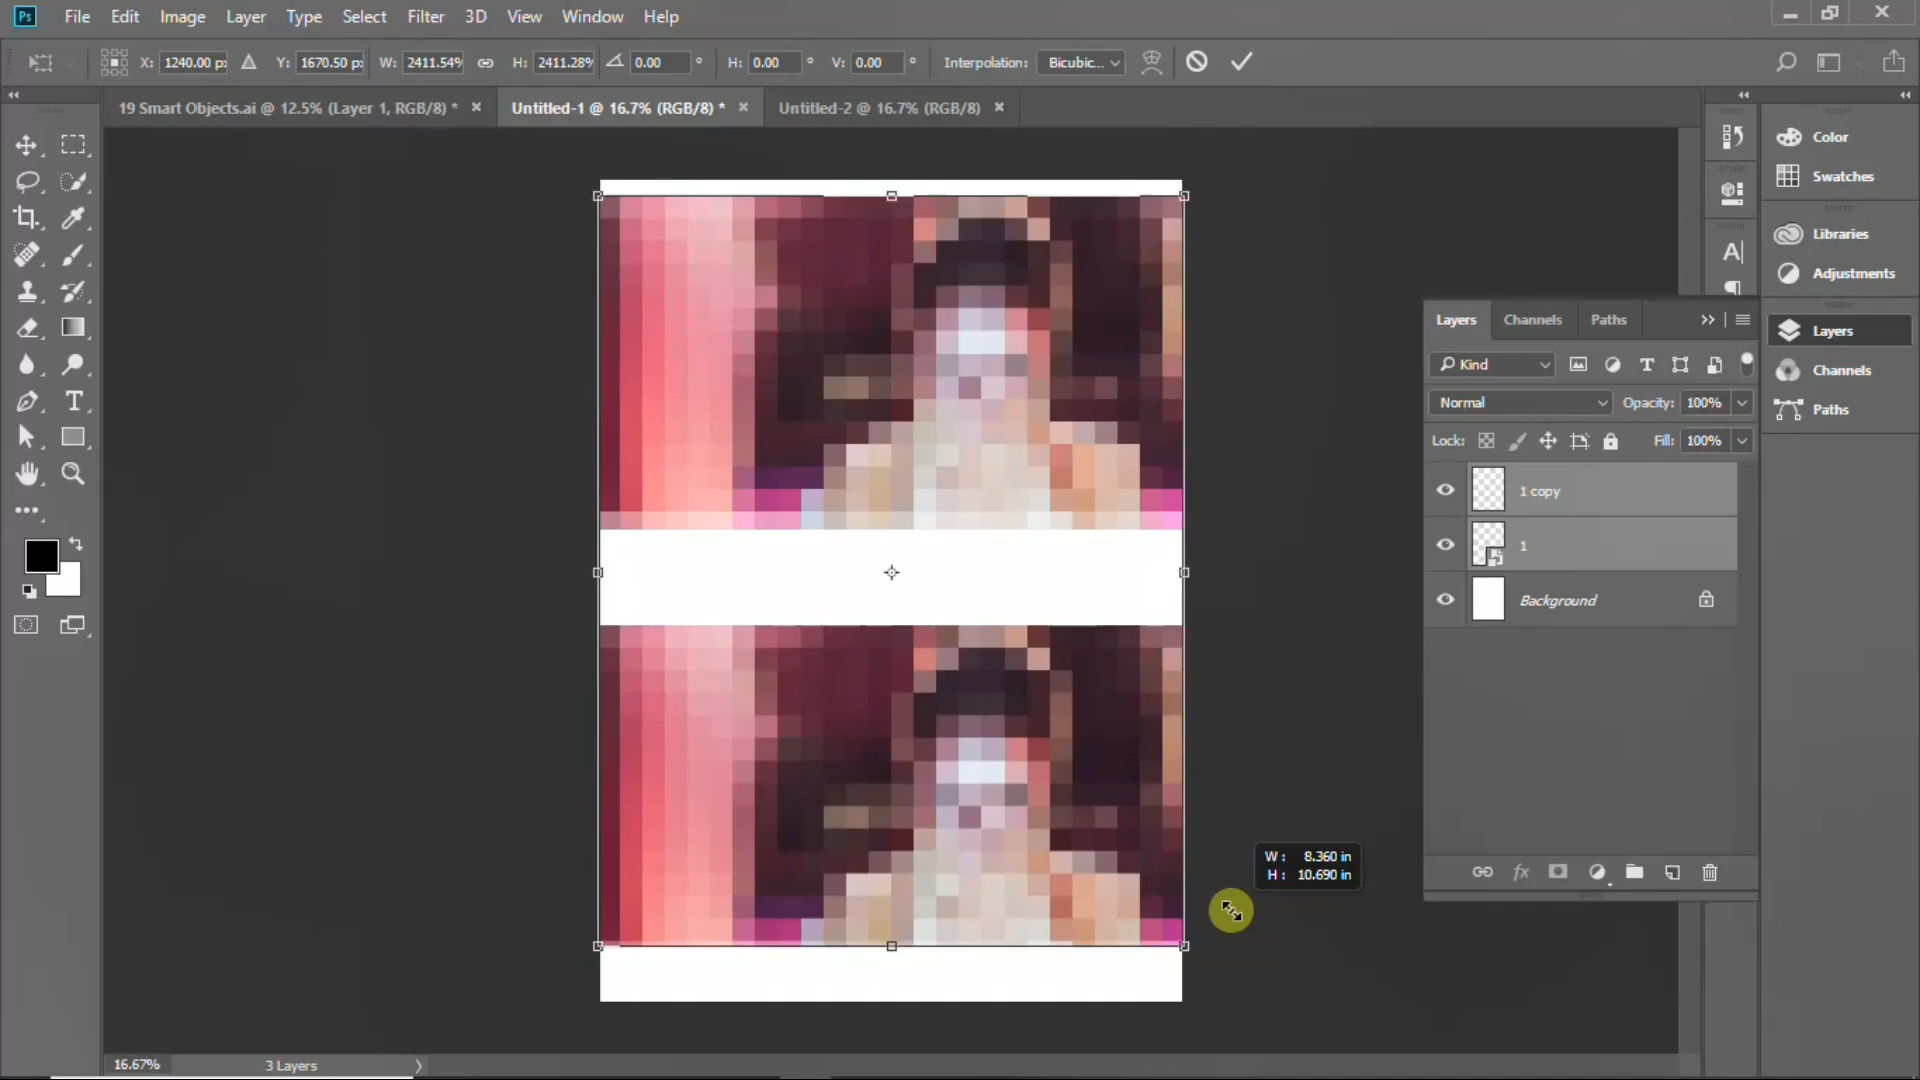 Ps File Edit Image Layer Type Select Filter 3D View Window Help
X: 1240.00 p Y: 1670.50 p W: 2411.54% H: 2411.28% 0.00 ° H: 0.00 ° V: 0.00 ° Interpolation: Bicubic...
19 Smart Objects.ai @ 12.5% (Layer 1, RGB/8) * Untitled-1 @ 16.7% (RGB/8) * Untitled-2 @ 16.7% (RGB/8)
Color
Swatches
Libraries
Adjustments
Layers
Channels
Paths
Layers Channels Paths
Kind
Normal Opacity: 100%
Lock: Fill: 100%
1 copy
1
Background
W : 8.360 in
H : 10.690 in
16.67% 3 Layers